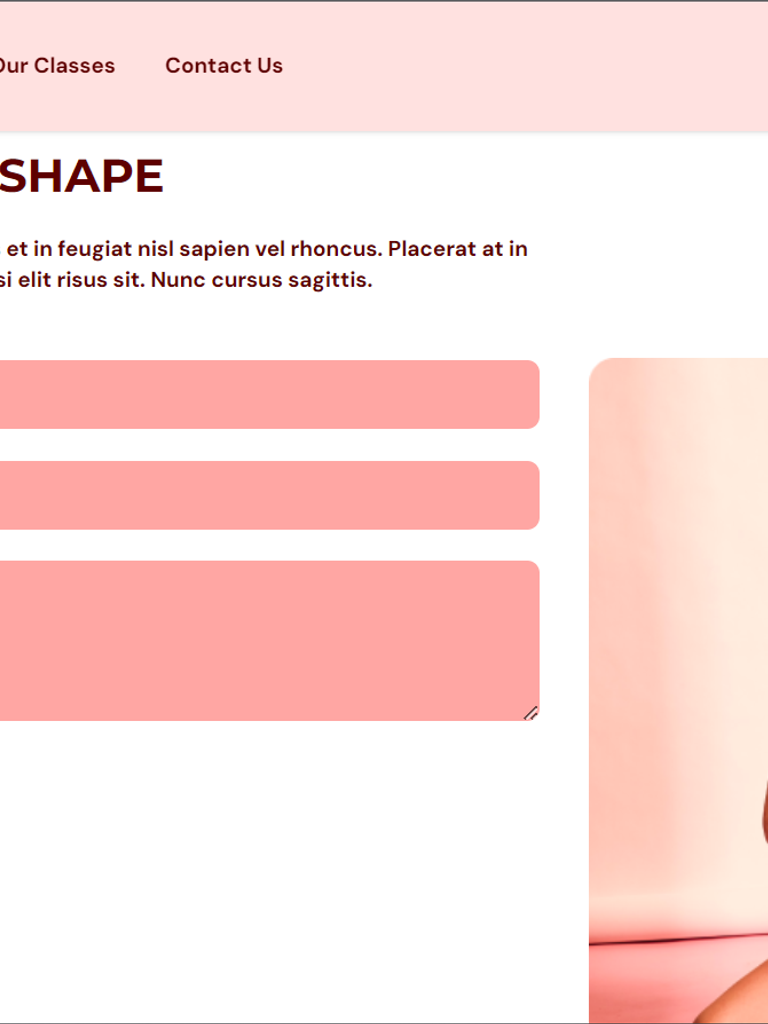 Our Classes Contact Us
SHAPE
et in feugiat nisl sapien vel rhoncus. Placerat at in
elit risus sit. Nunc cursus sagittis.